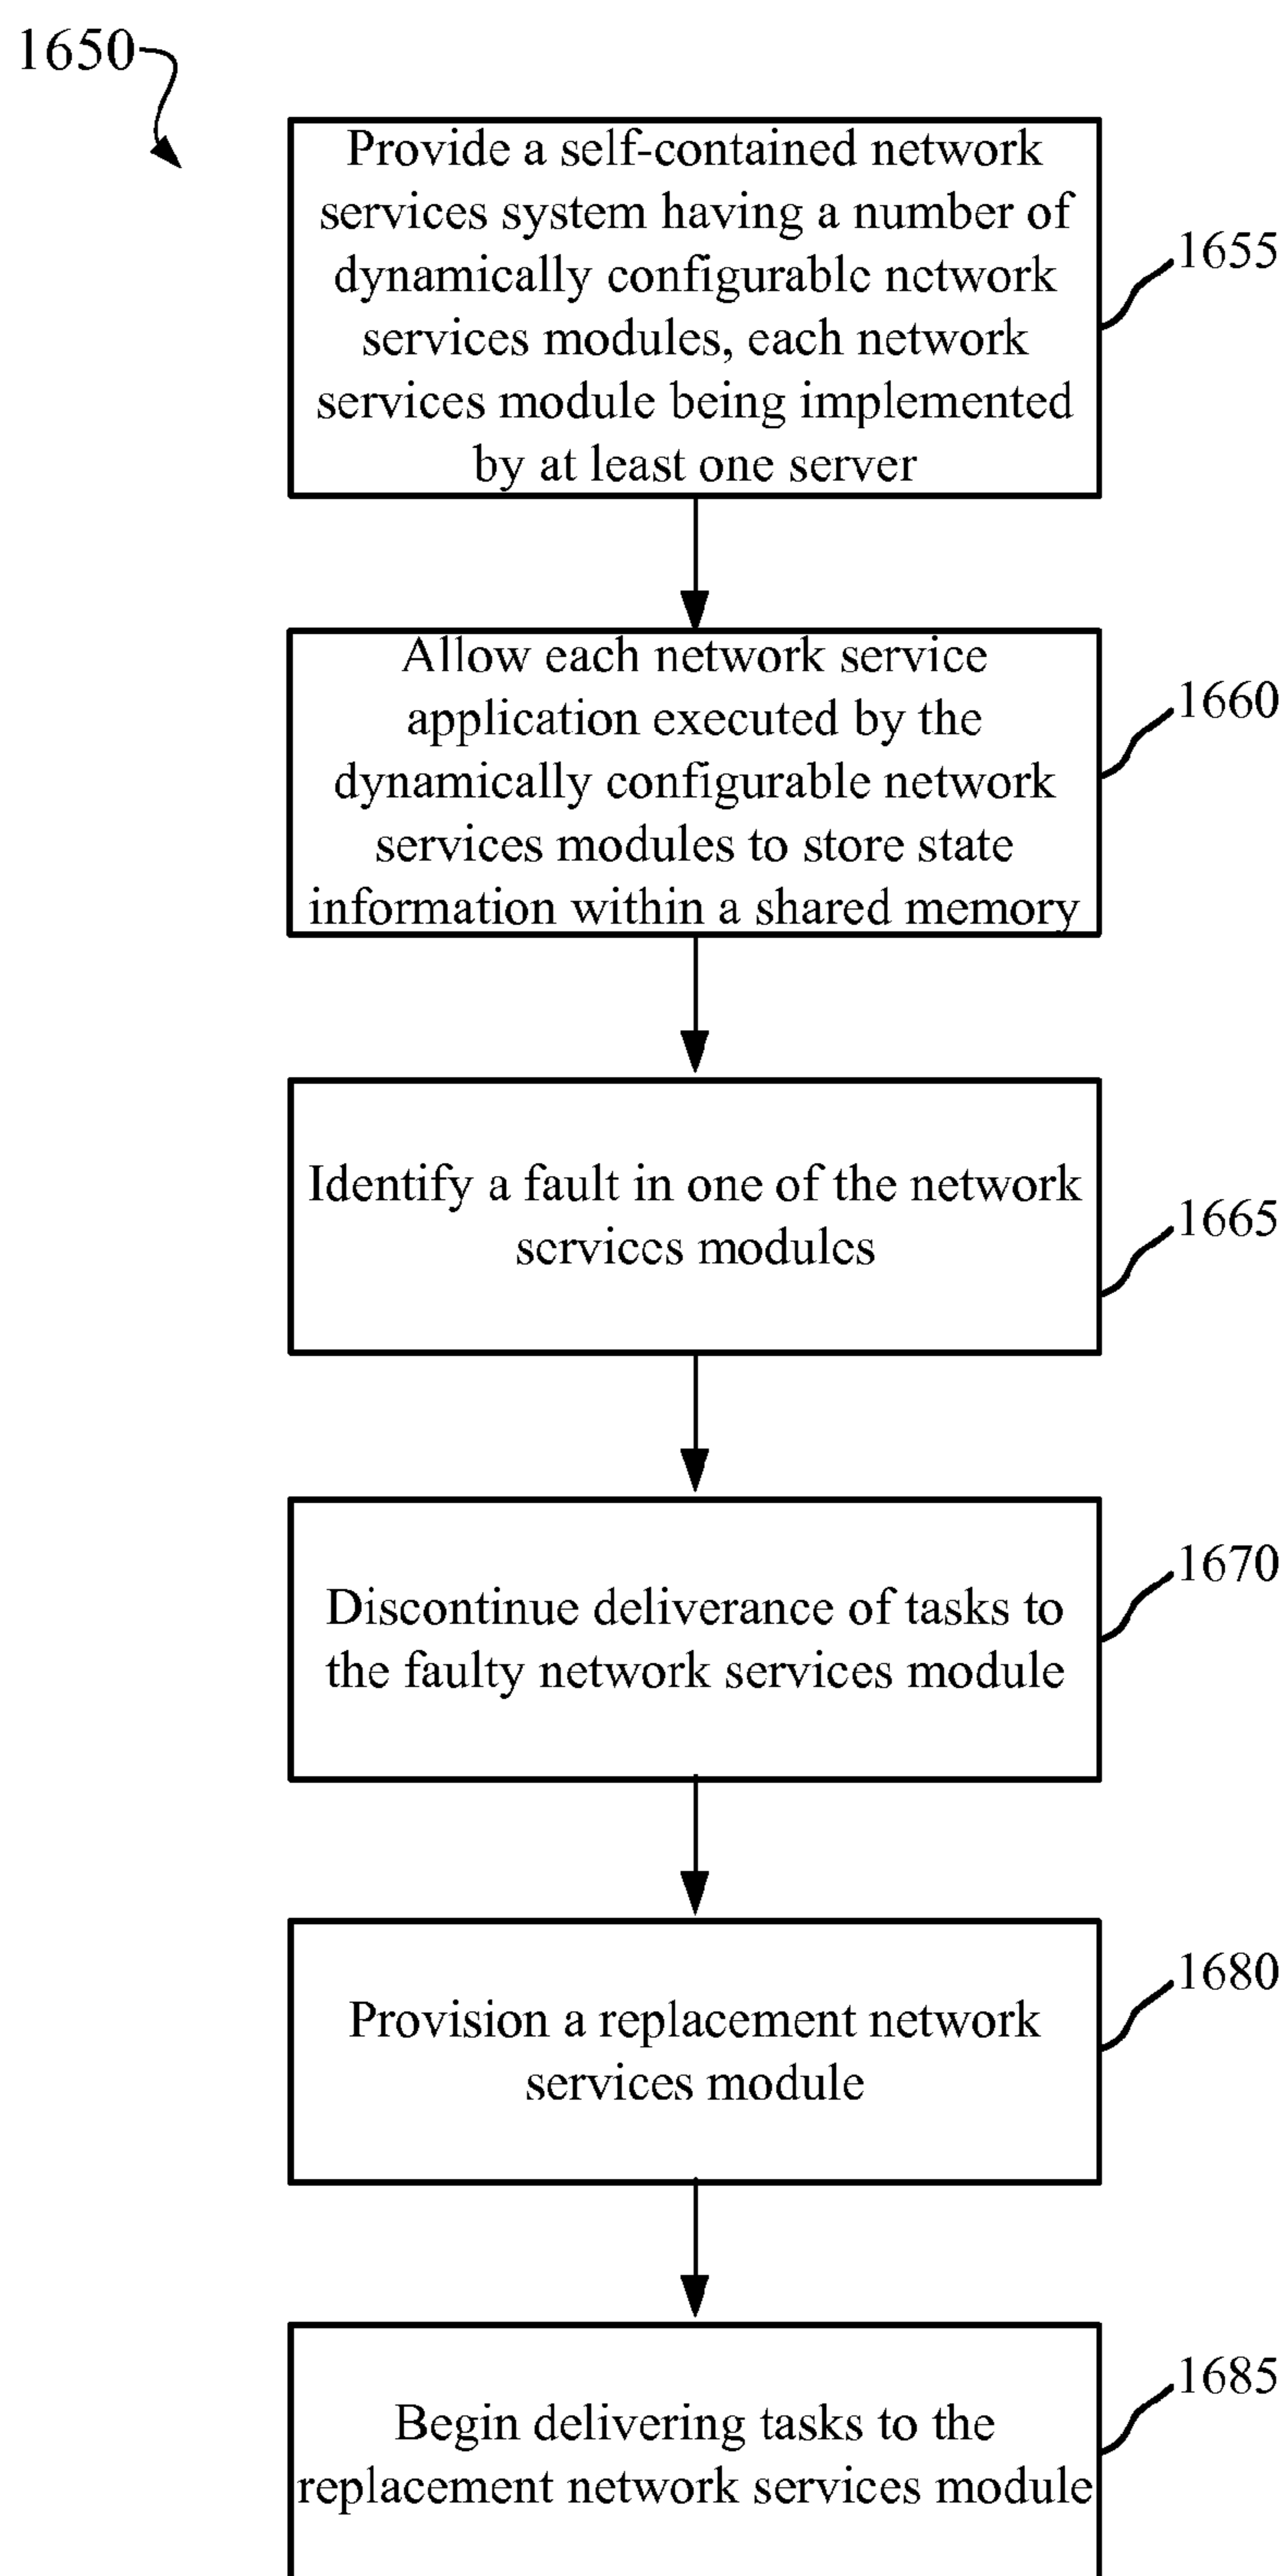 1650
Provide a self-contained network
services system having a number of
dynamically configurable network
services modules, each network
services module being implemented
by at least one server
1655
Allow each network service
application executed by the
dynamically configurable network
services modules to store state
information within a shared memory
1660
Identify a fault in one of the network
services modules
1665
Discontinue deliverance of tasks to
the faulty network services module
1670
Provision a replacement network
services module
1680
Begin delivering tasks to the
replacement network services module
1685